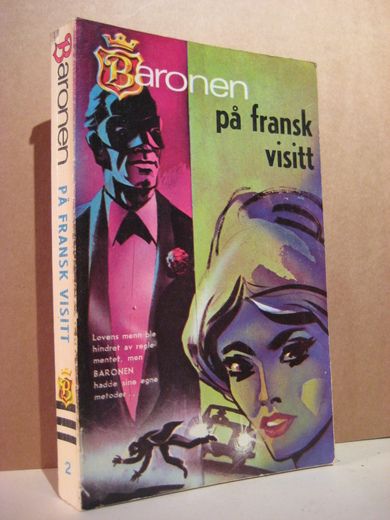 Baronen
på fransk
visitt
Lovens menn ble
hindret av regle-
mentet, men
BARONEN
hadde sine egne
metoder...
Baronen
PÅ FRANSK VISITT
B
2